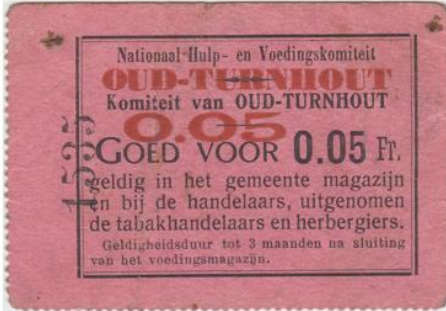 Nationaal Hulp- en Voedingskomiteit
OUD-TURNHOUT
Komiteit van OUD-TURNHOUT
0.05
GOED VOOR 0.05 Fr.
geldig in het gemeente magazijn
en bij de handelaars, uitgenomen
de tabakhandelaars en herbergiers.
Geldigheidsduur tot 3 maanden na sluiting
van het voedingsmagazijn.
1535